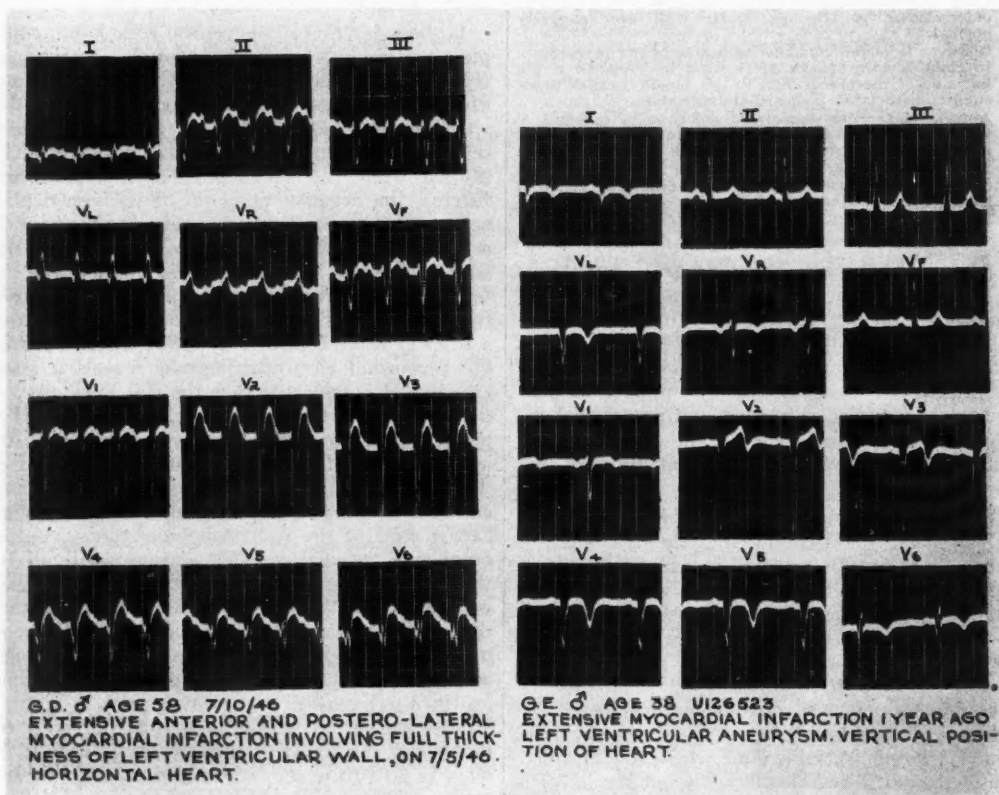 I II III
VL VR VF
V1 V2 V3
V4 V5 V6
G.D. ♂ AGE 58 7/10/46
EXTENSIVE ANTERIOR AND POSTERO-LATERAL
MYOCARDIAL INFARCTION INVOLVING FULL THICK-
NESS OF LEFT VENTRICULAR WALL, ON 7/5/46.
HORIZONTAL HEART.
I II III
VL VR VF
V1 V2 V3
V4 V5 V6
G.E. ♂ AGE 38 U126523
EXTENSIVE MYOCARDIAL INFARCTION 1 YEAR AGO
LEFT VENTRICULAR ANEURYSM. VERTICAL POSI-
TION OF HEART.